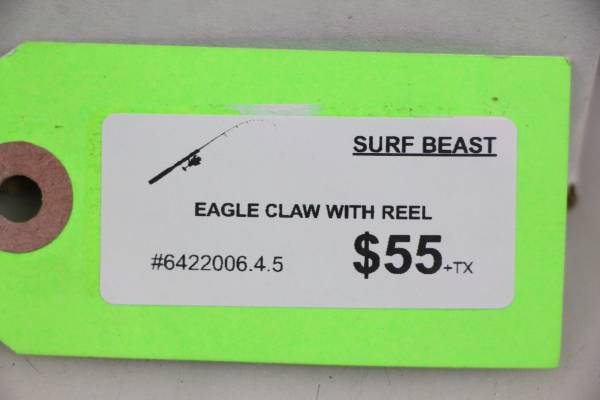 SURF BEAST
EAGLE CLAW WITH REEL
#6422006.4.5
$55+TX